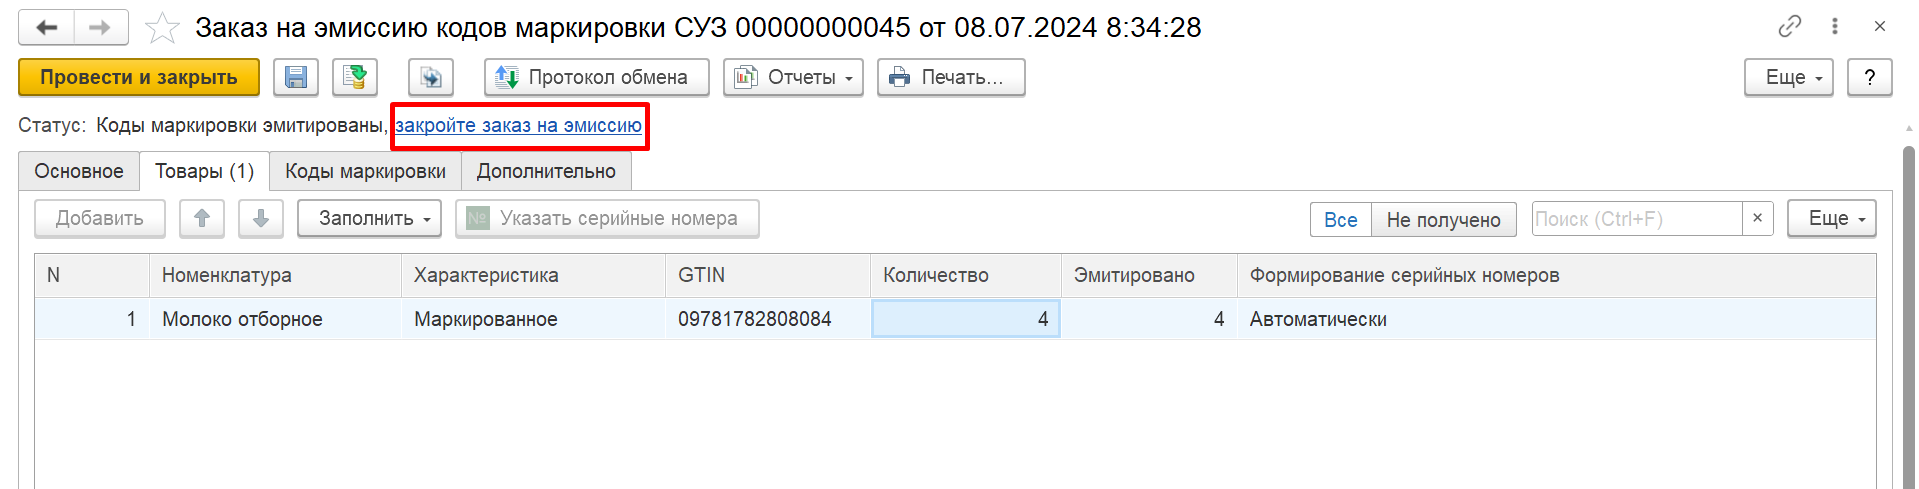 Заказ на эмиссию кодов маркировки СУЗ 00000000045 от 08.07.2024 8:34:28
Провести и закрыть Протокол обмена Отчеты Печать... Еще ?
Статус: Коды маркировки эмитированы, закройте заказ на эмиссию
Основное Товары (1) Коды маркировки Дополнительно
Добавить Заполнить № Указать серийные номера Все Не получено Поиск (Ctrl+F) × Еще
N Номенклатура Характеристика GTIN Количество Эмитировано Формирование серийных номеров
1 Молоко отборное Маркированное 09781782808084 4 4 Автоматически